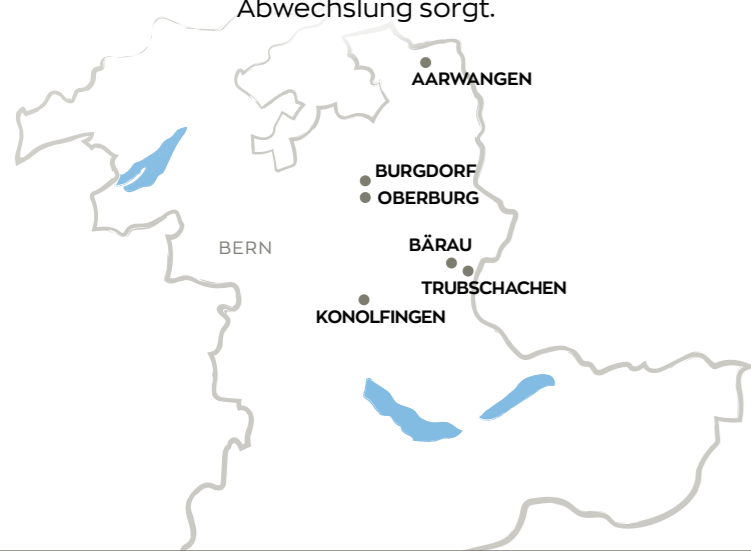 Abwechslung sorgt.
AARWANGEN
BURGDORF
OBERBURG
BERN
BÄRAU
TRUBSCHACHEN
KONOLFINGEN